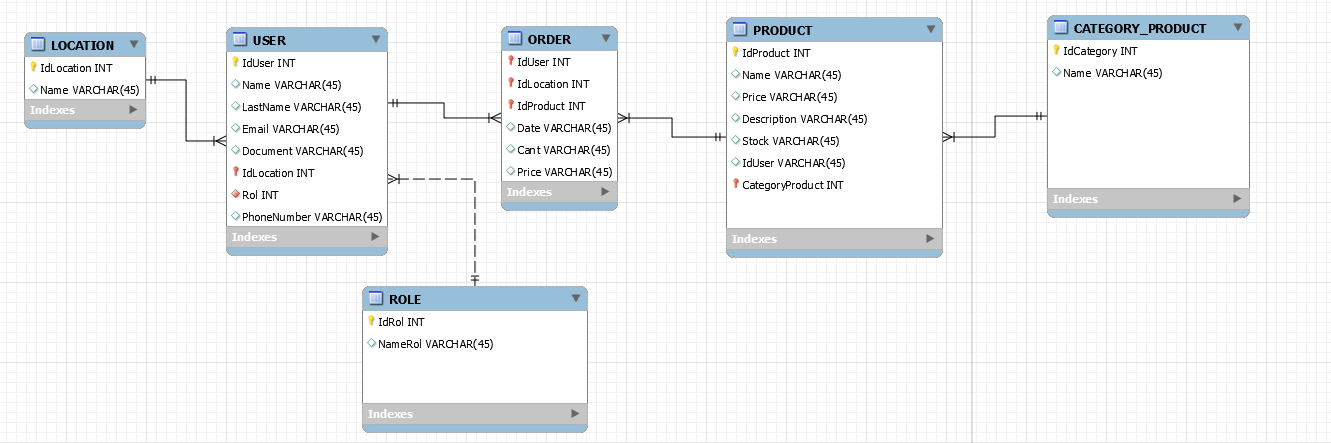 LOCATION
IdLocation INT
Name VARCHAR(45)
Indexes
USER
IdUser INT
Name VARCHAR(45)
LastName VARCHAR(45)
Email VARCHAR(45)
Document VARCHAR(45)
IdLocation INT
Rol INT
PhoneNumber VARCHAR(45)
Indexes
ORDER
IdUser INT
IdLocation INT
IdProduct INT
Date VARCHAR(45)
Cant VARCHAR(45)
Price VARCHAR(45)
Indexes
PRODUCT
IdProduct INT
Name VARCHAR(45)
Price VARCHAR(45)
Description VARCHAR(45)
Stock VARCHAR(45)
IdUser VARCHAR(45)
CategoryProduct INT
Indexes
CATEGORY_PRODUCT
IdCategory INT
Name VARCHAR(45)
Indexes
ROLE
IdRol INT
NameRol VARCHAR(45)
Indexes